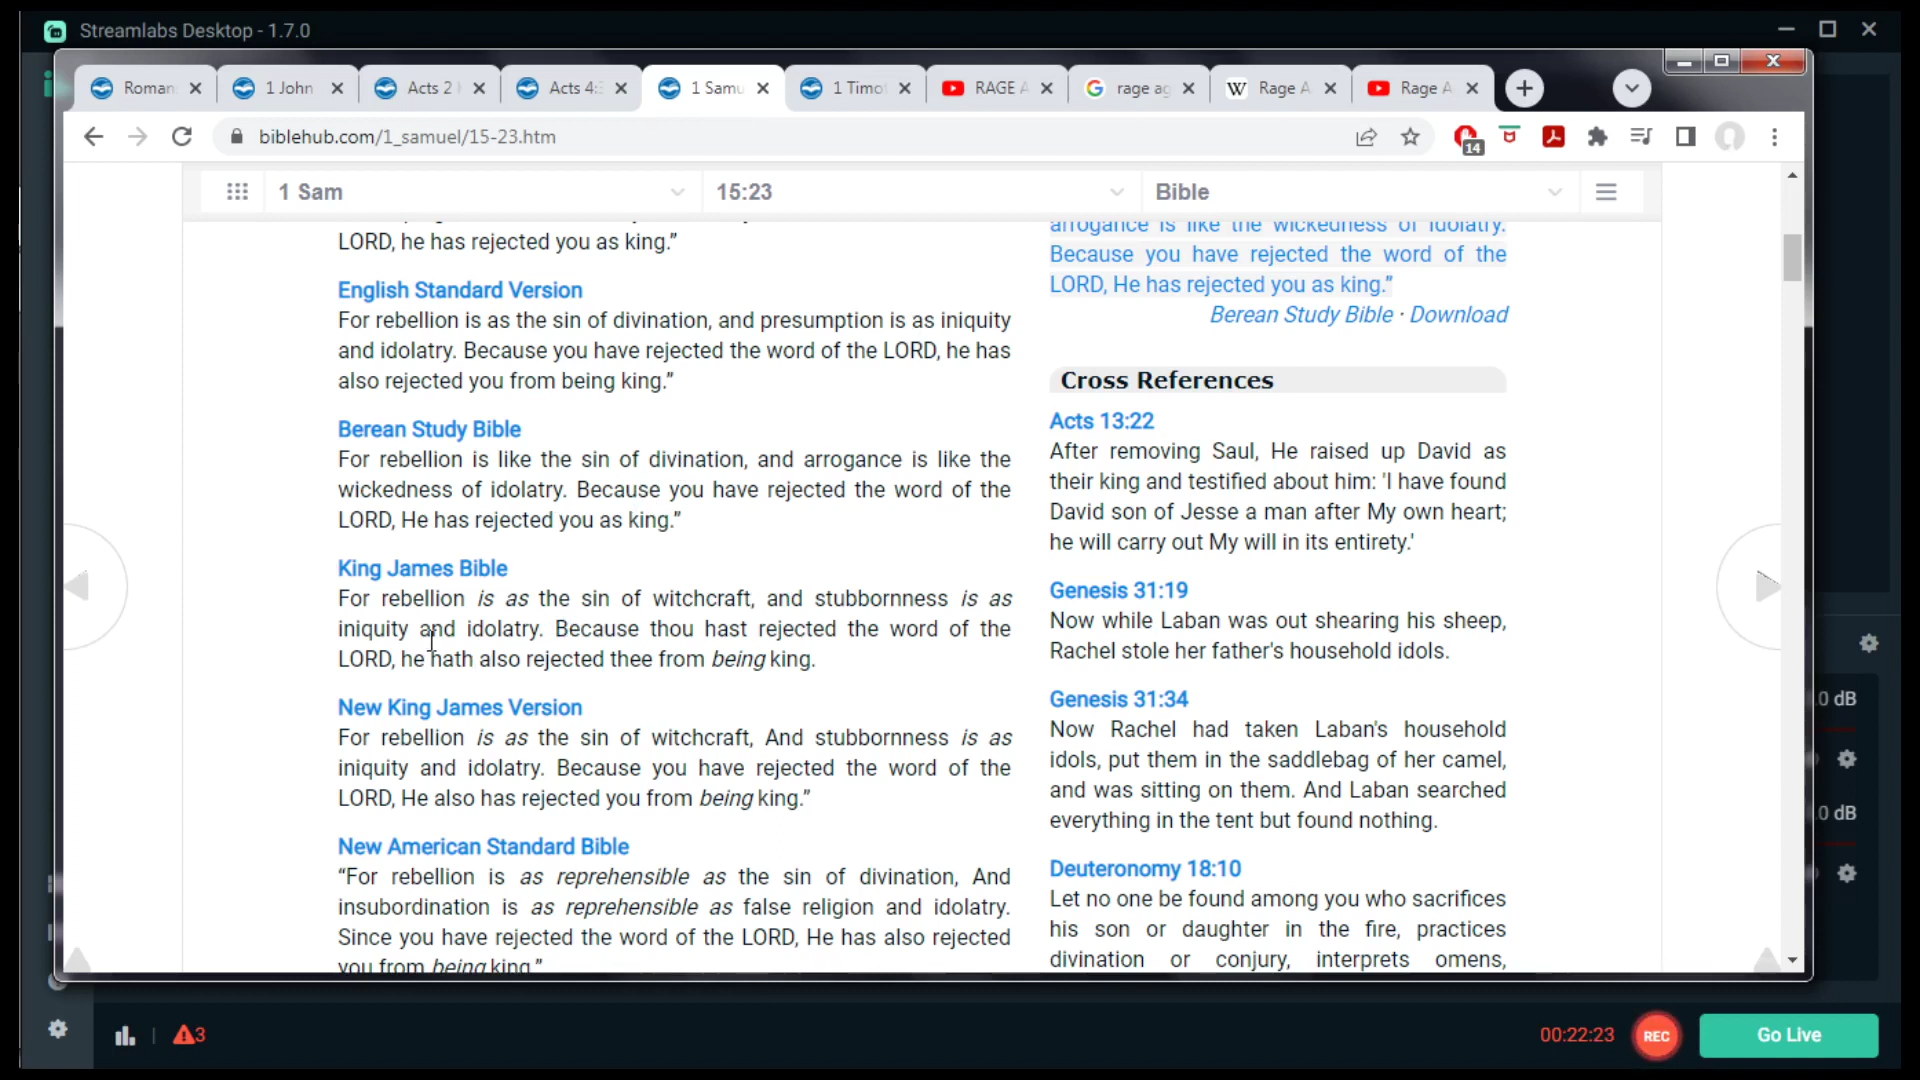 Streamlabs Desktop - 1.7.0
Roman
1 John
Acts 2
Acts 4:
1 Samu
1 Timo
RAGE A
rage ag
Rage A
Rage A
biblehub.com/1_samuel/15-23.htm
14
1 Sam
15:23
Bible
LORD, he has rejected you as king.”
English Standard Version
For rebellion is as the sin of divination, and presumption is as iniquity
and idolatry. Because you have rejected the word of the LORD, he has
also rejected you from being king.”
Berean Study Bible
For rebellion is like the sin of divination, and arrogance is like the
wickedness of idolatry. Because you have rejected the word of the
LORD, He has rejected you as king.”
King James Bible
For rebellion is as the sin of witchcraft, and stubbornness is as
iniquity and idolatry. Because thou hast rejected the word of the
LORD, he hath also rejected thee from being king.
New King James Version
For rebellion is as the sin of witchcraft, And stubbornness is as
iniquity and idolatry. Because you have rejected the word of the
LORD, He also has rejected you from being king.”
New American Standard Bible
“For rebellion is as reprehensible as the sin of divination, And
insubordination is as reprehensible as false religion and idolatry.
Since you have rejected the word of the LORD, He has also rejected
you from being king.”
arrogance is like the wickedness of idolatry.
Because you have rejected the word of the
LORD, He has rejected you as king.”
Berean Study Bible · Download
Cross References
Acts 13:22
After removing Saul, He raised up David as
their king and testified about him: 'I have found
David son of Jesse a man after My own heart;
he will carry out My will in its entirety.'
Genesis 31:19
Now while Laban was out shearing his sheep,
Rachel stole her father's household idols.
Genesis 31:34
Now Rachel had taken Laban's household
idols, put them in the saddlebag of her camel,
and was sitting on them. And Laban searched
everything in the tent but found nothing.
Deuteronomy 18:10
Let no one be found among you who sacrifices
his son or daughter in the fire, practices
divination or conjury, interprets omens,
.0 dB
.0 dB
3
00:22:23
REC
Go Live